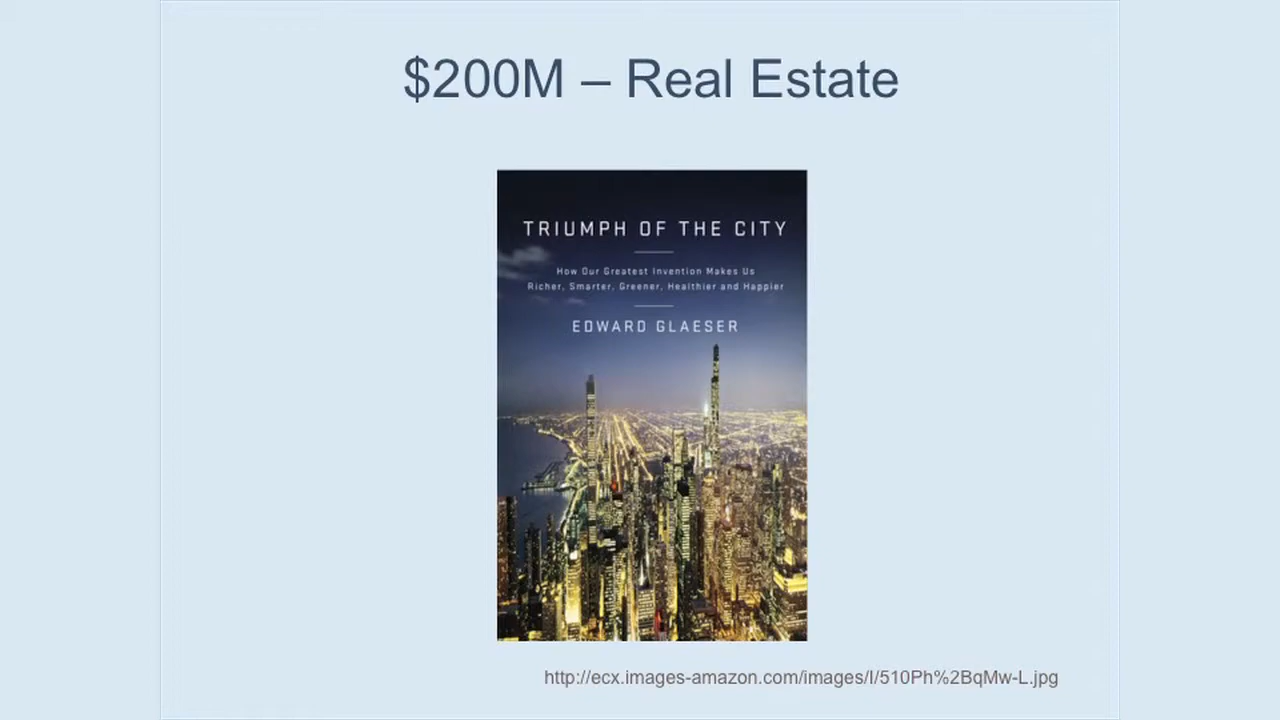 $200M – Real Estate
TRIUMPH OF THE CITY
How Our Greatest Invention Makes Us
Richer, Smarter, Greener, Healthier and Happier
EDWARD GLAESER
http://ecx.images-amazon.com/images/I/510Ph%2BqMw-L.jpg